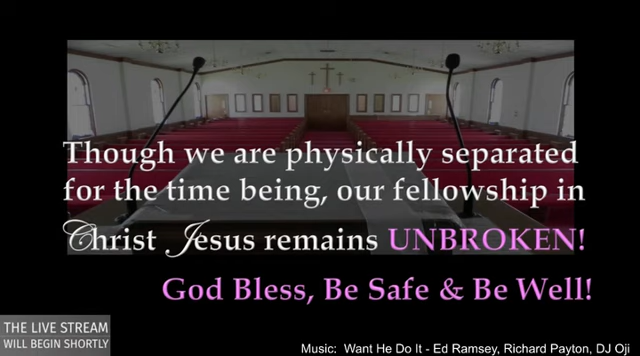 Though we are physically separated
for the time being, our fellowship in
Christ Jesus remains UNBROKEN!
God Bless, Be Safe & Be Well!
THE LIVE STREAM
WILL BEGIN SHORTLY
Music: Want He Do It - Ed Ramsey, Richard Payton, DJ Oji